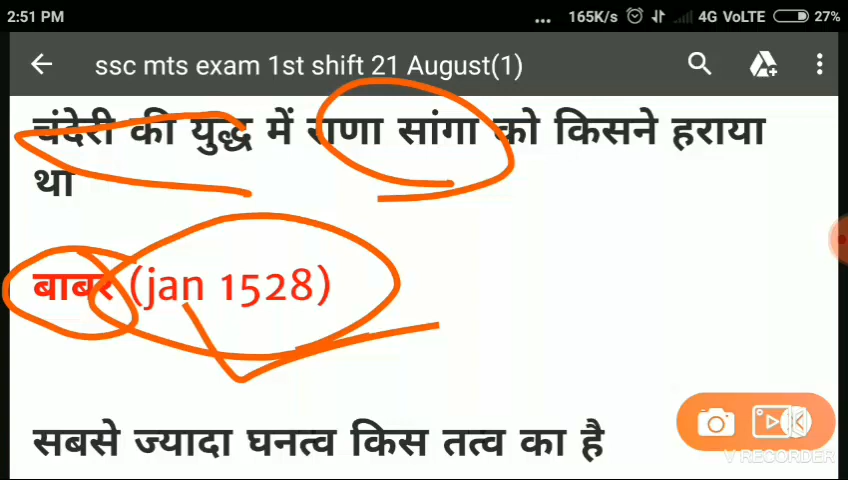 2:51 PM ... 165K/s 4G VoLTE 27%
ssc mts exam 1st shift 21 August(1)
चंदेरी की युद्ध में राणा सांगा को किसने हराया
था
बाबर (jan 1528)
सबसे ज्यादा घनत्व किस तत्व का है
V RECORDER